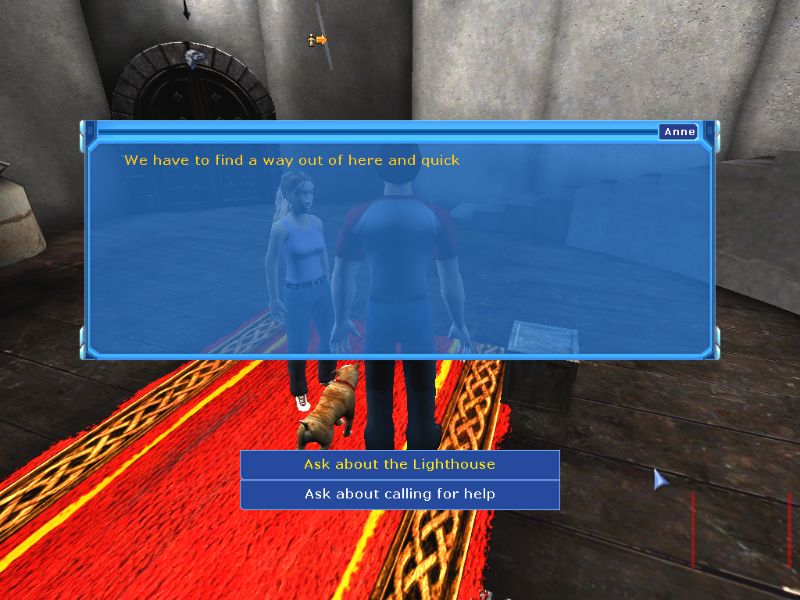 Anne
We have to find a way out of here and quick
Ask about the Lighthouse
Ask about calling for help